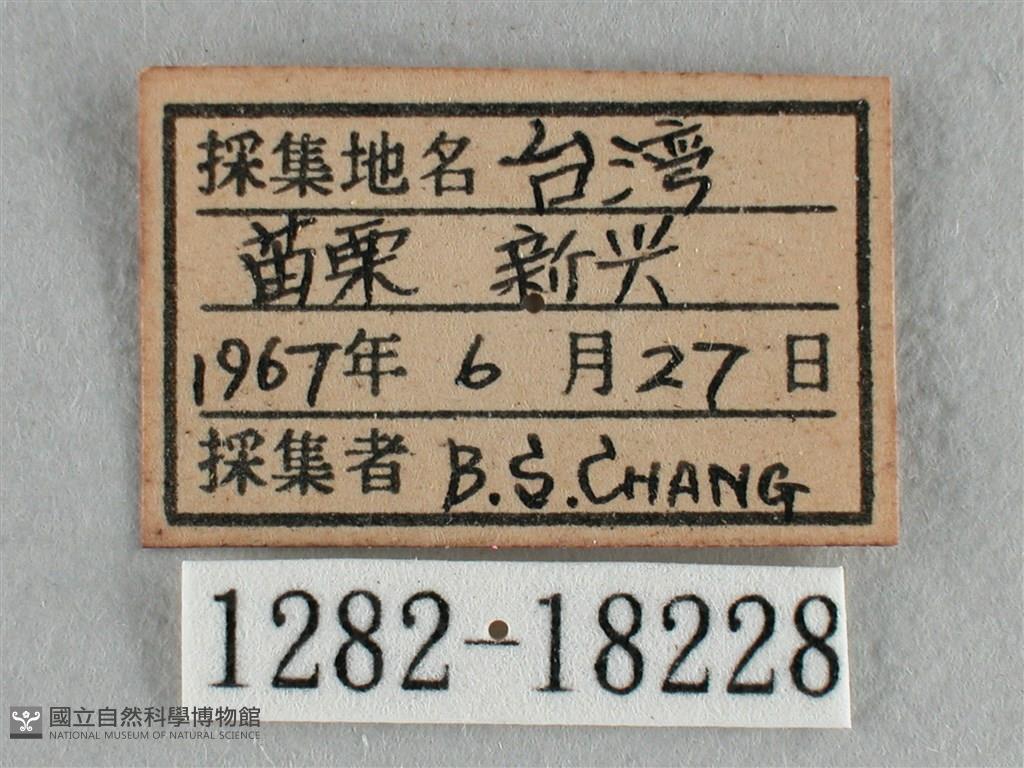 採集地名 台湾
苗栗 新兴
1967年 6 月 27 日
採集者 B.S.CHANG
1282-18228
國立自然科學博物館
NATIONAL MUSEUM OF NATURAL SCIENCE